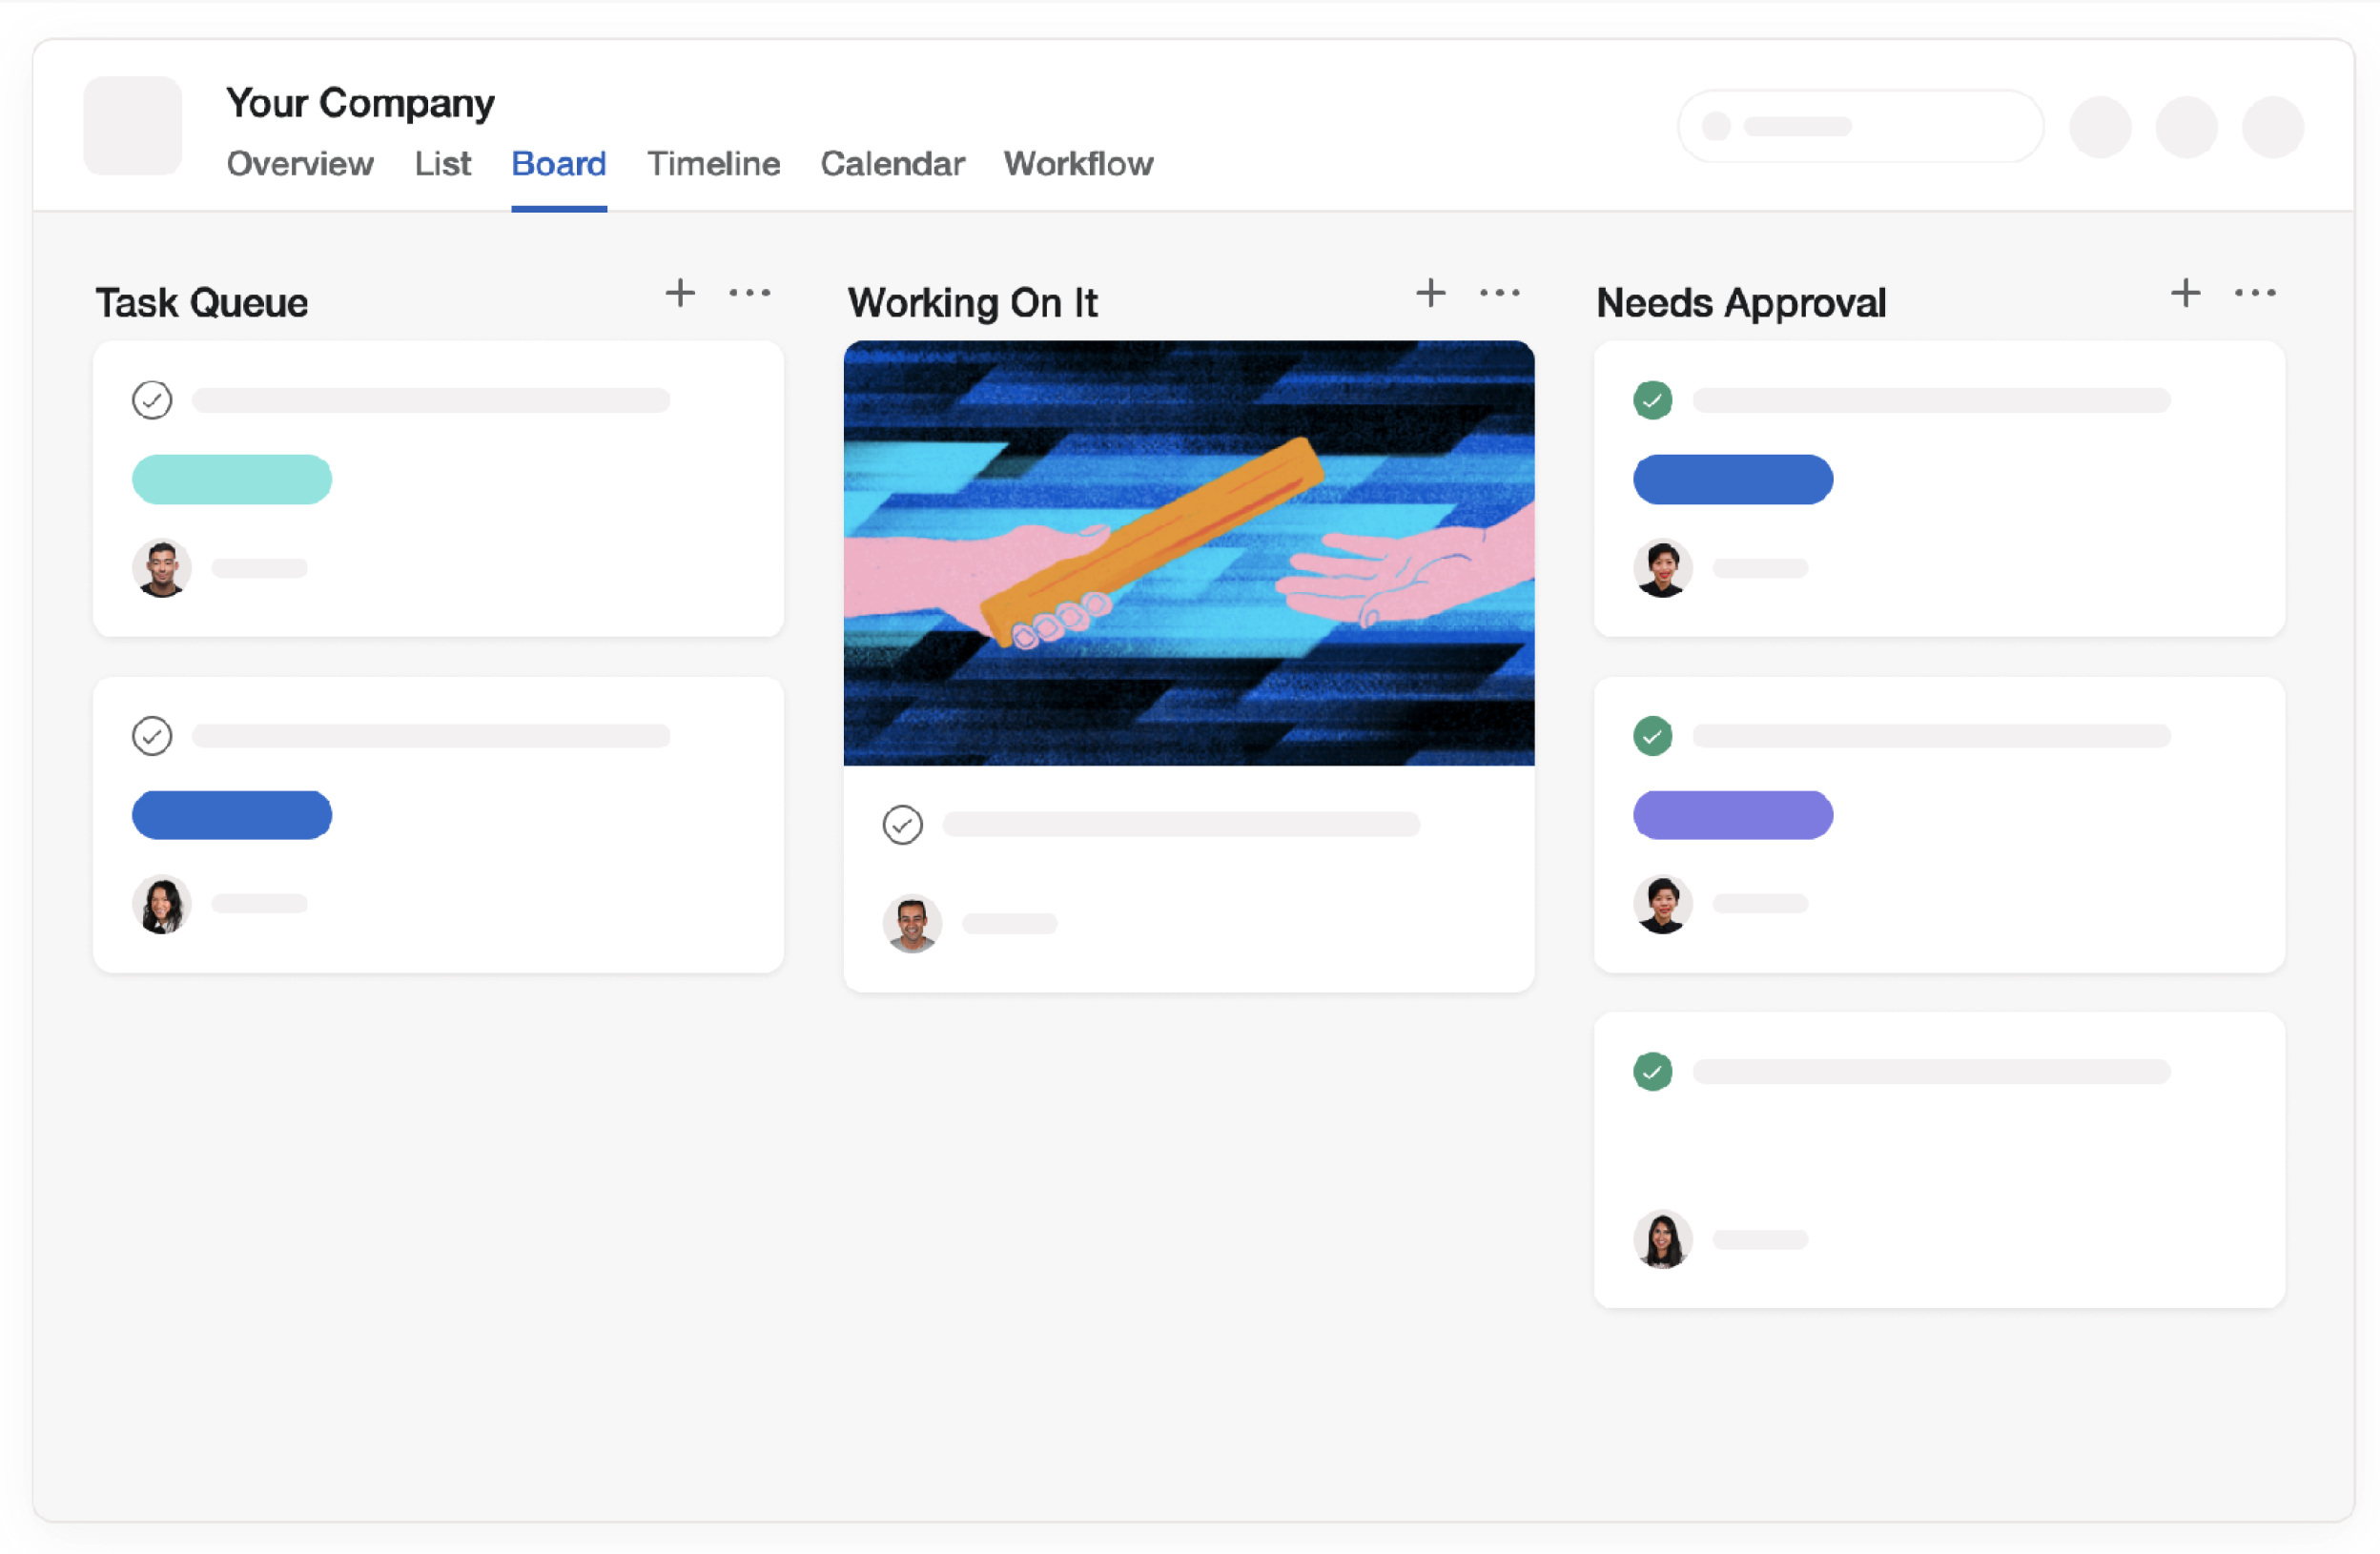 Your Company
Overview List Board Timeline Calendar Workflow
Task Queue
Working On It
Needs Approval